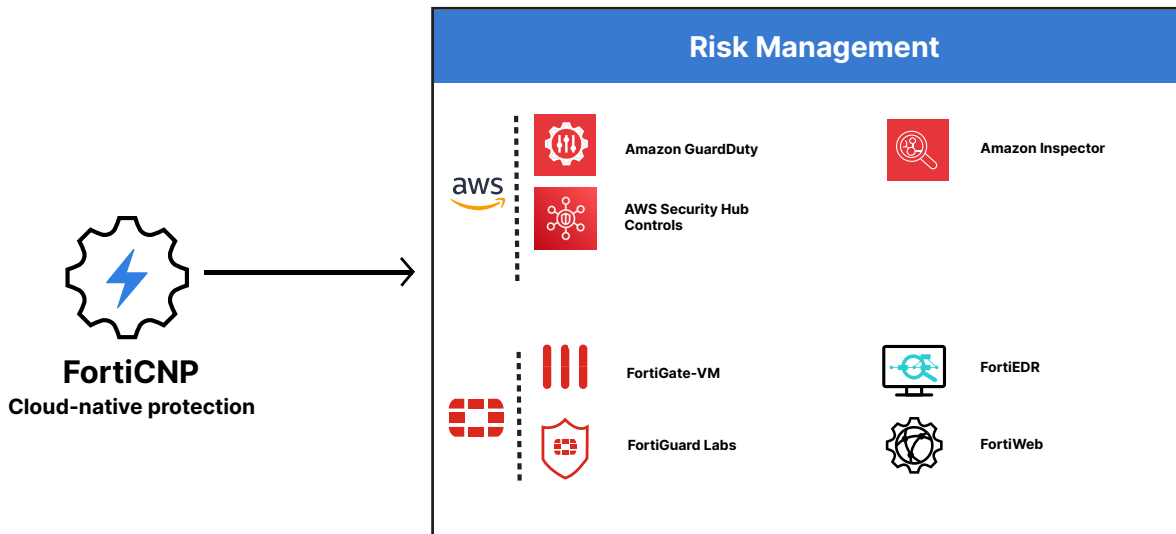 Risk Management
aws
Amazon GuardDuty
Amazon Inspector
AWS Security Hub
Controls
FortiCNP
Cloud-native protection
FortiGate-VM
FortiEDR
FortiGuard Labs
FortiWeb